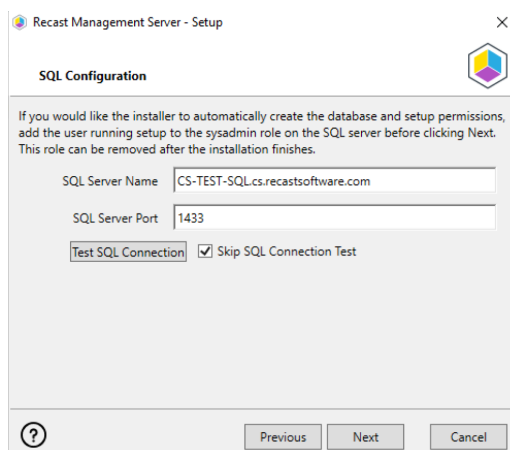 Recast Management Server - Setup
SQL Configuration
If you would like the installer to automatically create the database and setup permissions,
add the user running setup to the sysadmin role on the SQL server before clicking Next.
This role can be removed after the installation finishes.
SQL Server Name CS-TEST-SQL.cs.recastsoftware.com
SQL Server Port 1433
Test SQL Connection Skip SQL Connection Test
? Previous Next Cancel